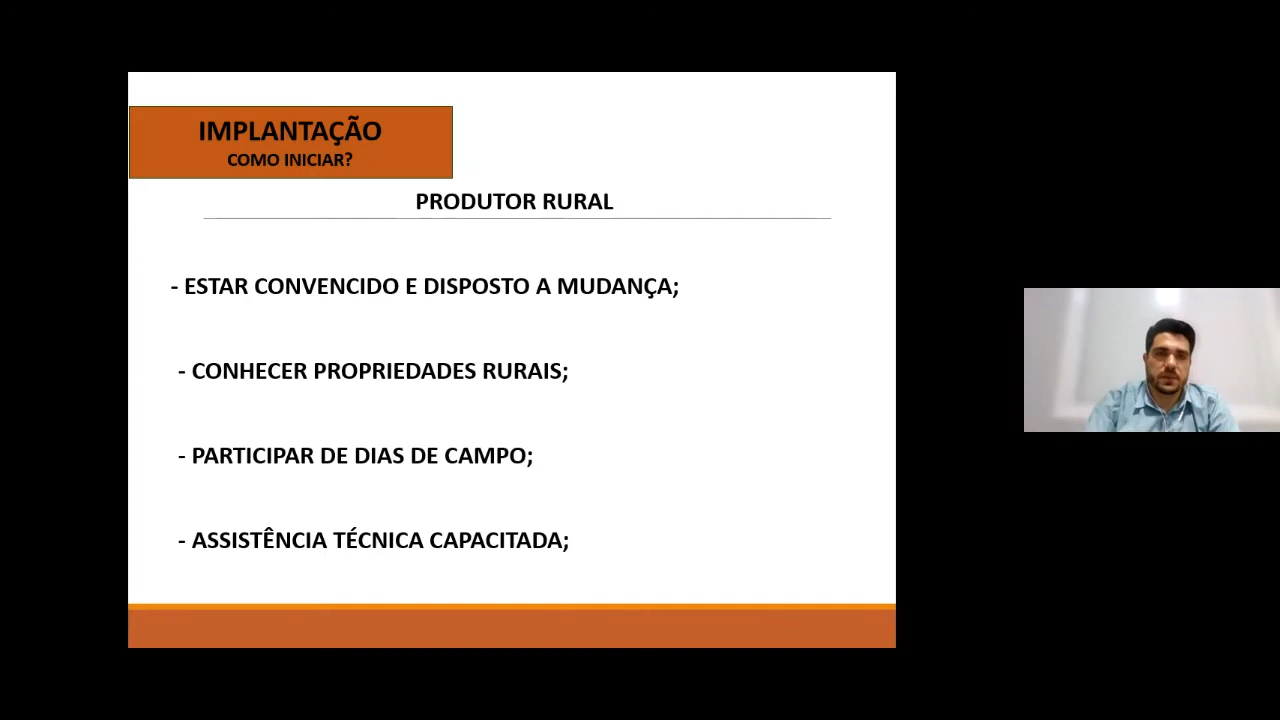 IMPLANTAÇÃO
COMO INICIAR?
PRODUTOR RURAL
- ESTAR CONVENCIDO E DISPOSTO A MUDANÇA;
- CONHECER PROPRIEDADES RURAIS;
- PARTICIPAR DE DIAS DE CAMPO;
- ASSISTÊNCIA TÉCNICA CAPACITADA;